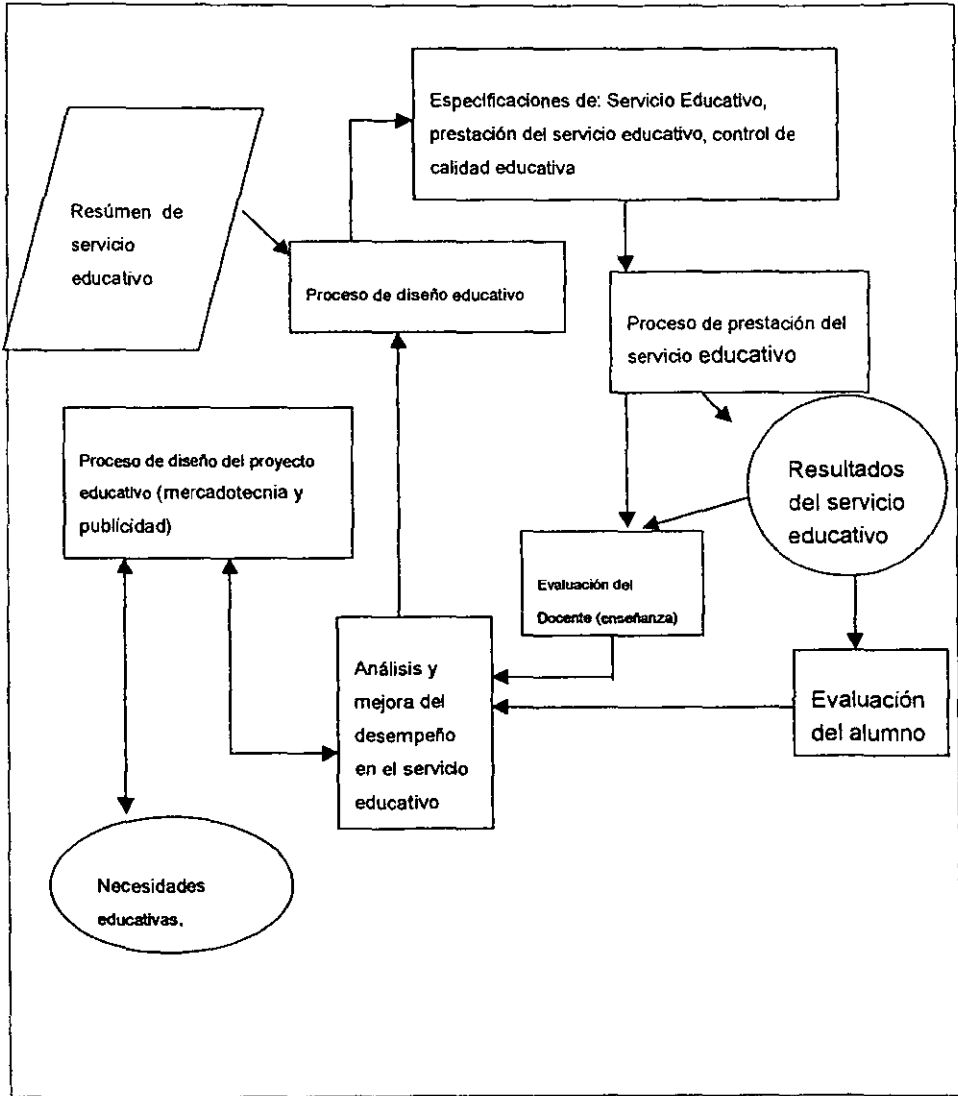 Especificaciones de: Servicio Educativo,
prestación del servicio educativo, control de
calidad educativa
Resúmen de
servicio
educativo
Proceso de diseño educativo
Proceso de prestación del
servicio educativo
Proceso de diseño del proyecto
educativo (mercadotecnia y
publicidad)
Resultados
del servicio
educativo
Evaluación del
Docente (enseñanza)
Análisis y
mejora del
desempeño
en el servicio
educativo
Evaluación
del alumno
Necesidades
educativas.